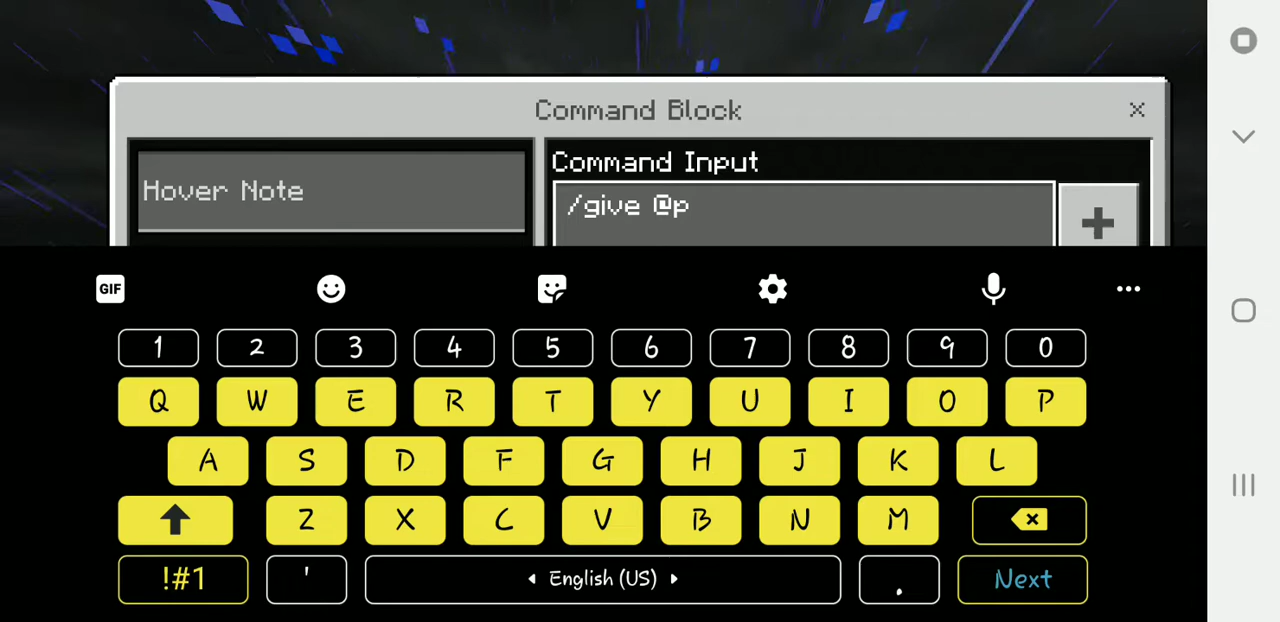 Command Block
Hover Note
Command Input
/give @p
GIF
1 2 3 4 5 6 7 8 9 0
Q W E R T Y U I O P
A S D F G H J K L
Z X C V B N M
!#1 ' English (US) . Next